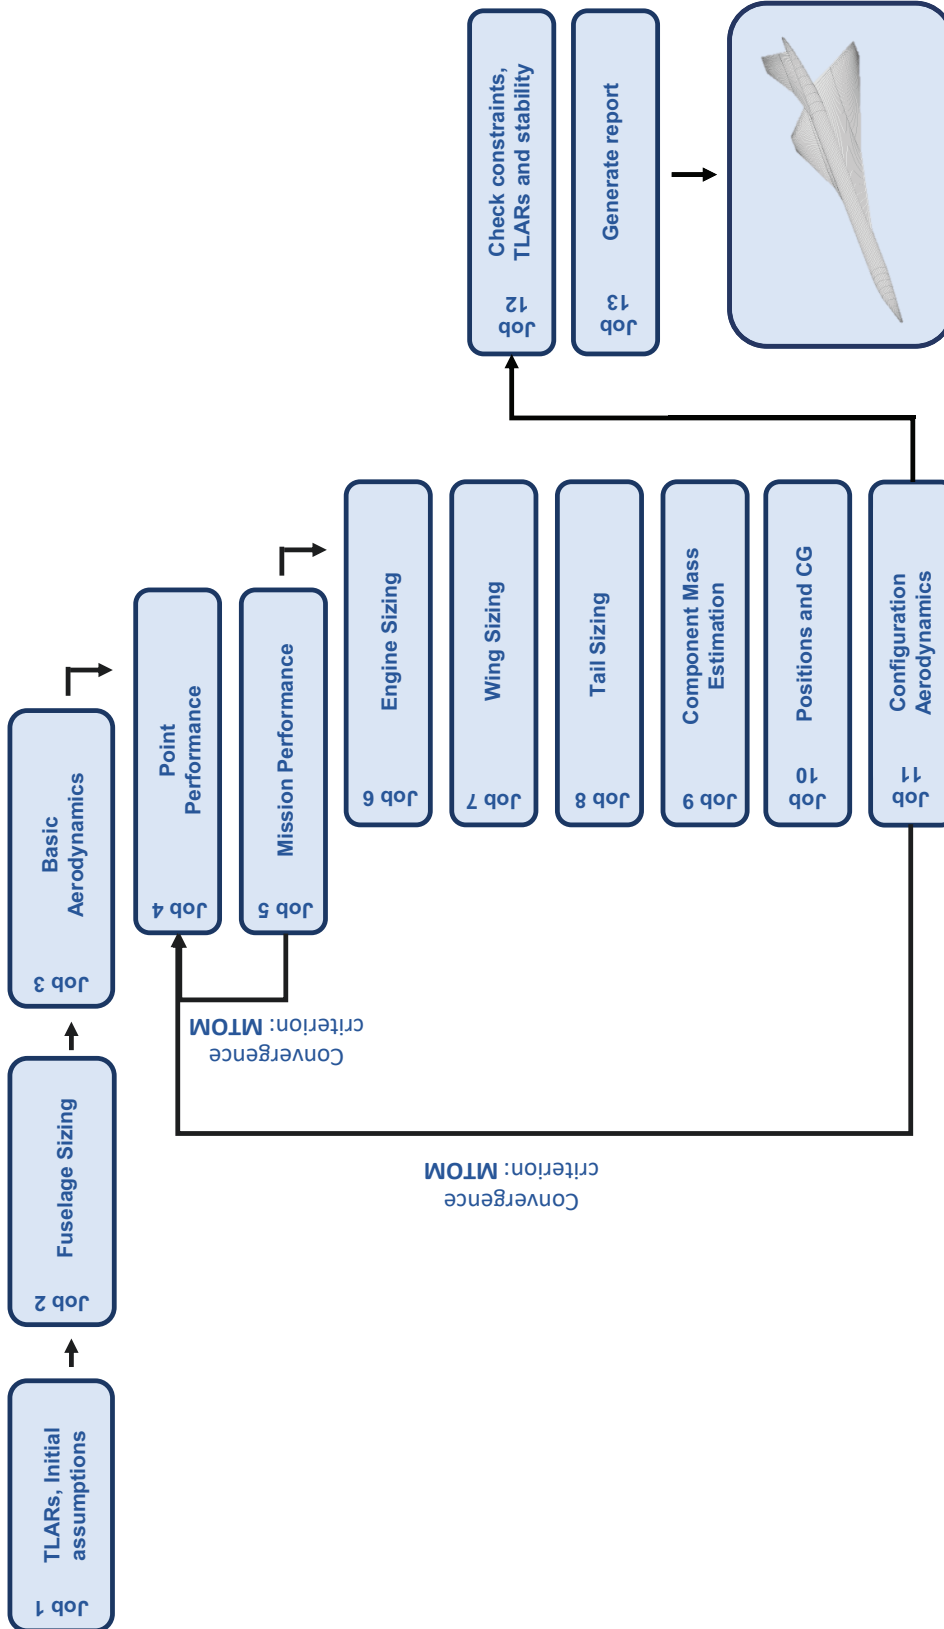 Job 1
TLARs, Initial
assumptions
Job 2
Fuselage Sizing
Job 3
Basic
Aerodynamics
Job 4
Point
Performance
Job 5
Mission Performance
Convergence
criterion: MTOM
Job 6
Engine Sizing
Job 7
Wing Sizing
Job 8
Tail Sizing
Job 9
Component Mass
Estimation
Job
10
Positions and CG
Job
11
Configuration
Aerodynamics
Convergence
criterion: MTOM
Job
12
Check constraints,
TLARs and stability
Job
13
Generate report